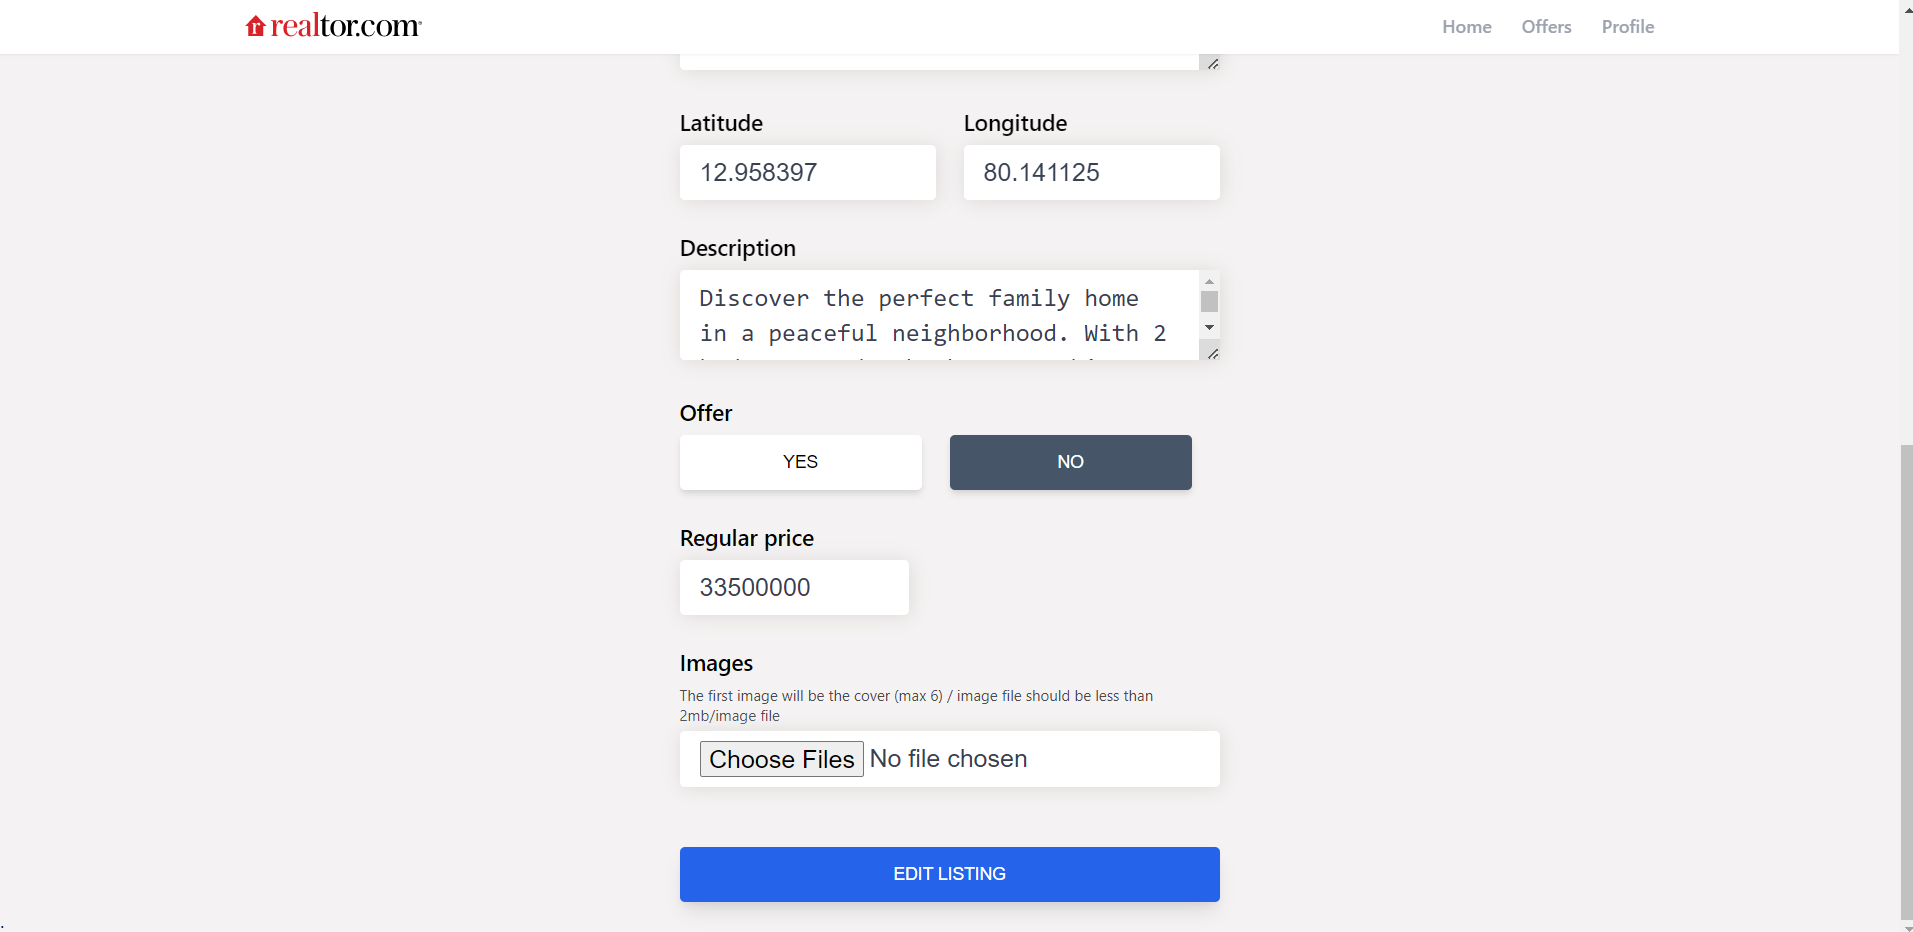 realtor.com®
Home Offers Profile
Latitude Longitude
12.958397 80.141125
Description
Discover the perfect family home
in a peaceful neighborhood. With 2
Offer
YES NO
Regular price
33500000
Images
The first image will be the cover (max 6) / image file should be less than
2mb/image file
Choose Files No file chosen
EDIT LISTING